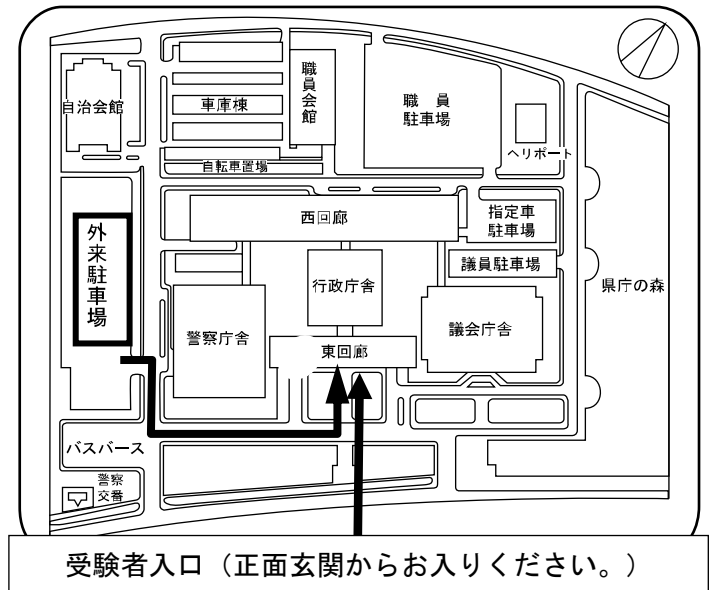 自治会館
車庫棟
職員会館
職員
駐車場
ヘリポート
自転車置場
外来駐車場
西回廊
指定車
駐車場
議員駐車場
県庁の森
行政庁舎
警察庁舎
議会庁舎
東回廊
バスバース
警察
交番
受験者入口（正面玄関からお入りください。）